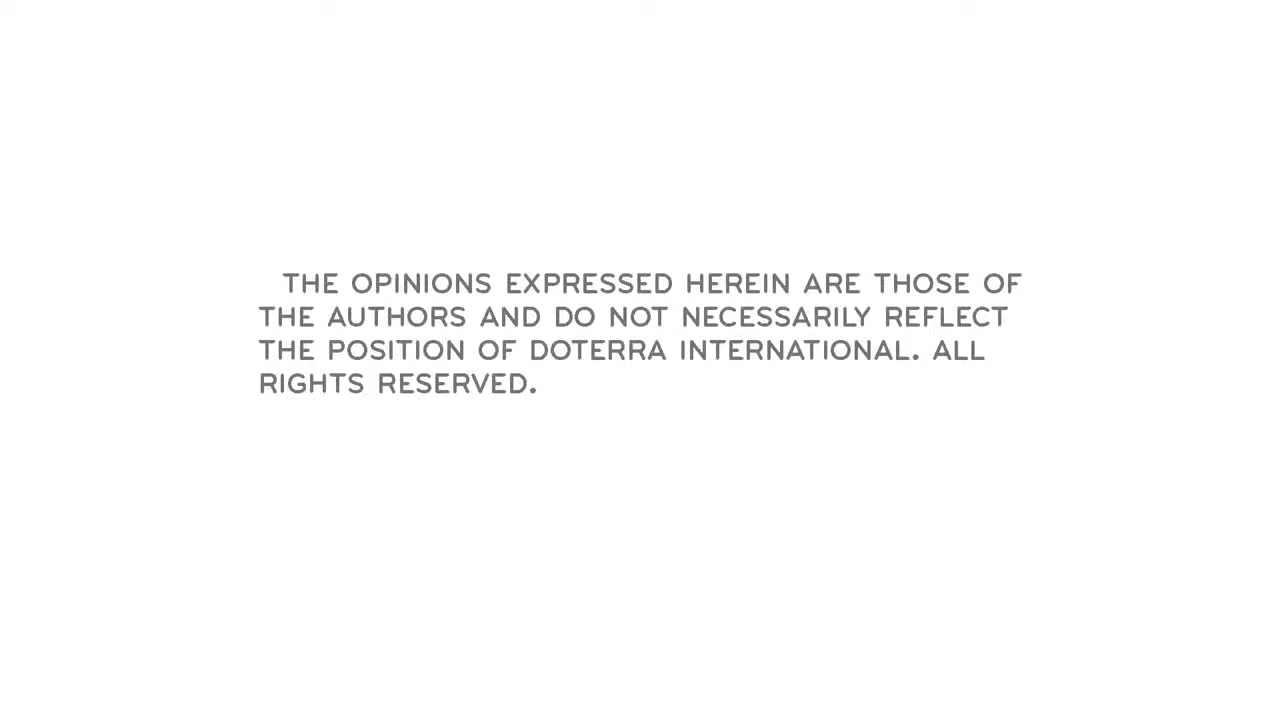 THE OPINIONS EXPRESSED HEREIN ARE THOSE OF
THE AUTHORS AND DO NOT NECESSARILY REFLECT
THE POSITION OF DOTERRA INTERNATIONAL. ALL
RIGHTS RESERVED.